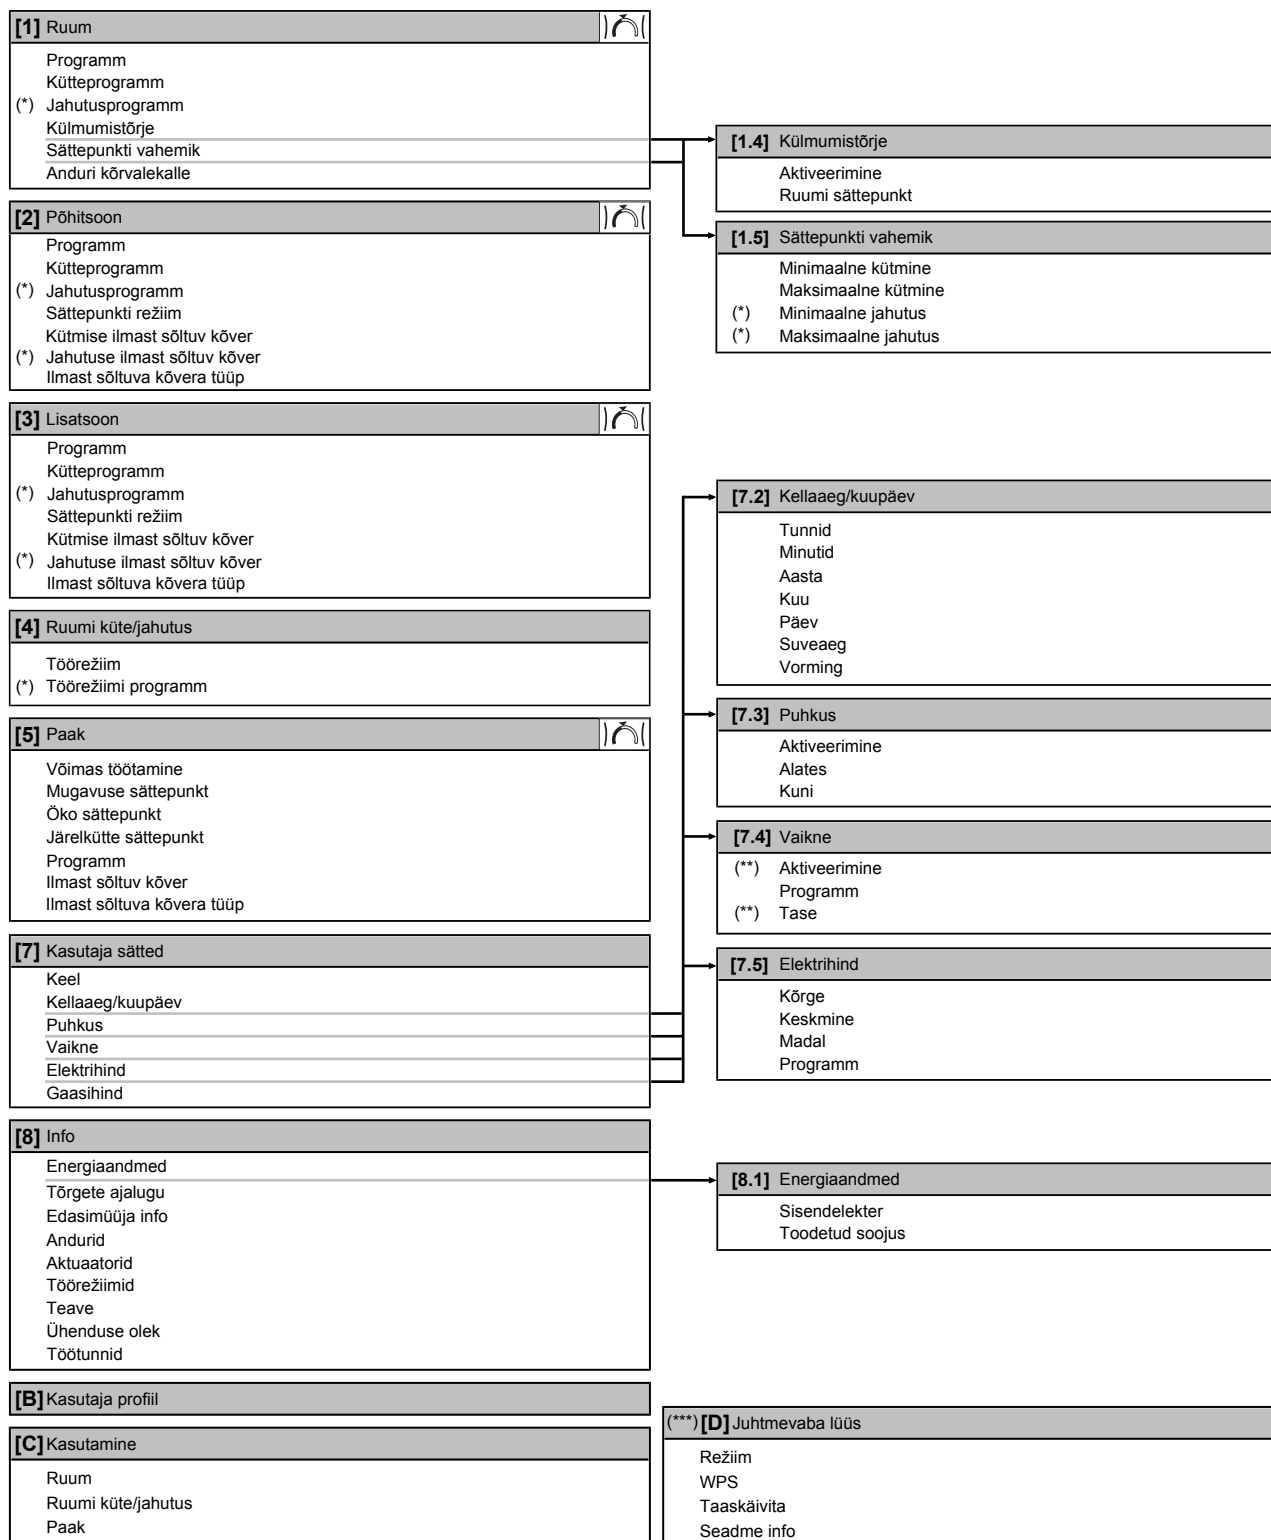 [1] Ruum
Programm
Kütteprogramm
(*) Jahutusprogramm
Külmumistõrje
Sättepunkti vahemik
Anduri kõrvalekalle
[1.4] Külmumistõrje
Aktiveerimine
Ruumi sättepunkt
[1.5] Sättepunkti vahemik
Minimaalne kütmine
Maksimaalne kütmine
(*) Minimaalne jahutus
(*) Maksimaalne jahutus
[2] Põhitsoon
Programm
Kütteprogramm
(*) Jahutusprogramm
Sättepunkti režiim
Kütmise ilmast sõltuv kõver
(*) Jahutuse ilmast sõltuv kõver
Ilmast sõltuva kõvera tüüp
[3] Lisatsoon
Programm
Kütteprogramm
(*) Jahutusprogramm
Sättepunkti režiim
Kütmise ilmast sõltuv kõver
(*) Jahutuse ilmast sõltuv kõver
Ilmast sõltuva kõvera tüüp
[4] Ruumi küte/jahutus
Töörežiim
(*) Töörežiimi programm
[5] Paak
Võimas töötamine
Mugavuse sättepunkt
Öko sättepunkt
Järelkütte sättepunkt
Programm
Ilmast sõltuv kõver
Ilmast sõltuva kõvera tüüp
[7] Kasutaja sätted
Keel
Kellaaeg/kuupäev
Puhkus
Vaikne
Elektrihind
Gaasihind
[7.2] Kellaaeg/kuupäev
Tunnid
Minutid
Aasta
Kuu
Päev
Suveaeg
Vorming
[7.3] Puhkus
Aktiveerimine
Alates
Kuni
[7.4] Vaikne
(**) Aktiveerimine
Programm
(**) Tase
[7.5] Elektrihind
Kõrge
Keskmine
Madal
Programm
[8] Info
Energiaandmed
Tõrgete ajalugu
Edasimüüja info
Andurid
Aktuaatorid
Töörežiimid
Teave
Ühenduse olek
Töötunnid
[8.1] Energiaandmed
Sisendelekter
Toodetud soojus
[B] Kasutaja profiil
[C] Kasutamine
Ruum
Ruumi küte/jahutus
Paak
(***) [D] Juhtmevaba lüüs
Režiim
WPS
Taaskäivita
Seadme info